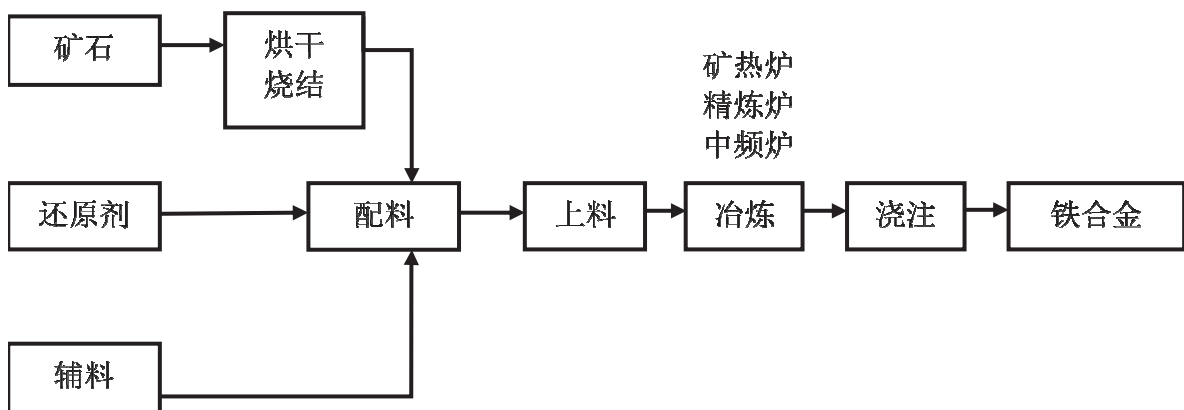 矿石
烘干
烧结
矿热炉
精炼炉
中频炉
还原剂
配料
上料
冶炼
浇注
铁合金
辅料